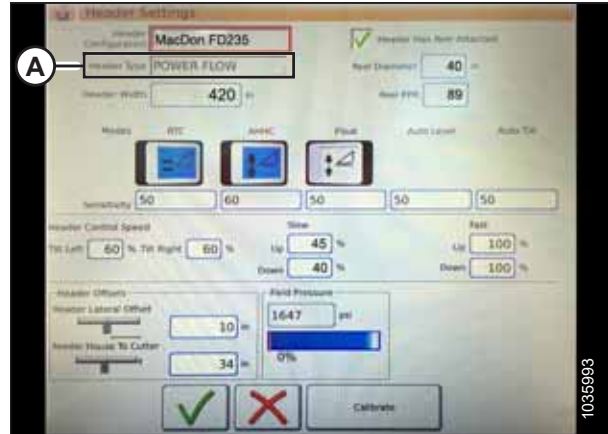 Header Settings
Header Configuration MacDon FD235 Header Has Reel Attached
A Header Type POWER FLOW Reel Diameter 40 in
Header Width 420 in Reel PPR 89
Modes RTC AHHC Float Auto Level Auto Tilt
Sensitivity 50 60 50 50 50
Header Control Speed Slow Fast
Tilt Left 60 % Tilt Right 60 % Up 45 % Up 100 %
Down 40 % Down 100 %
Header Offsets Field Pressure
Header Lateral Offset 1647 psi
10 in
Header House To Cutter 0%
34 in
Calibrate
1035993